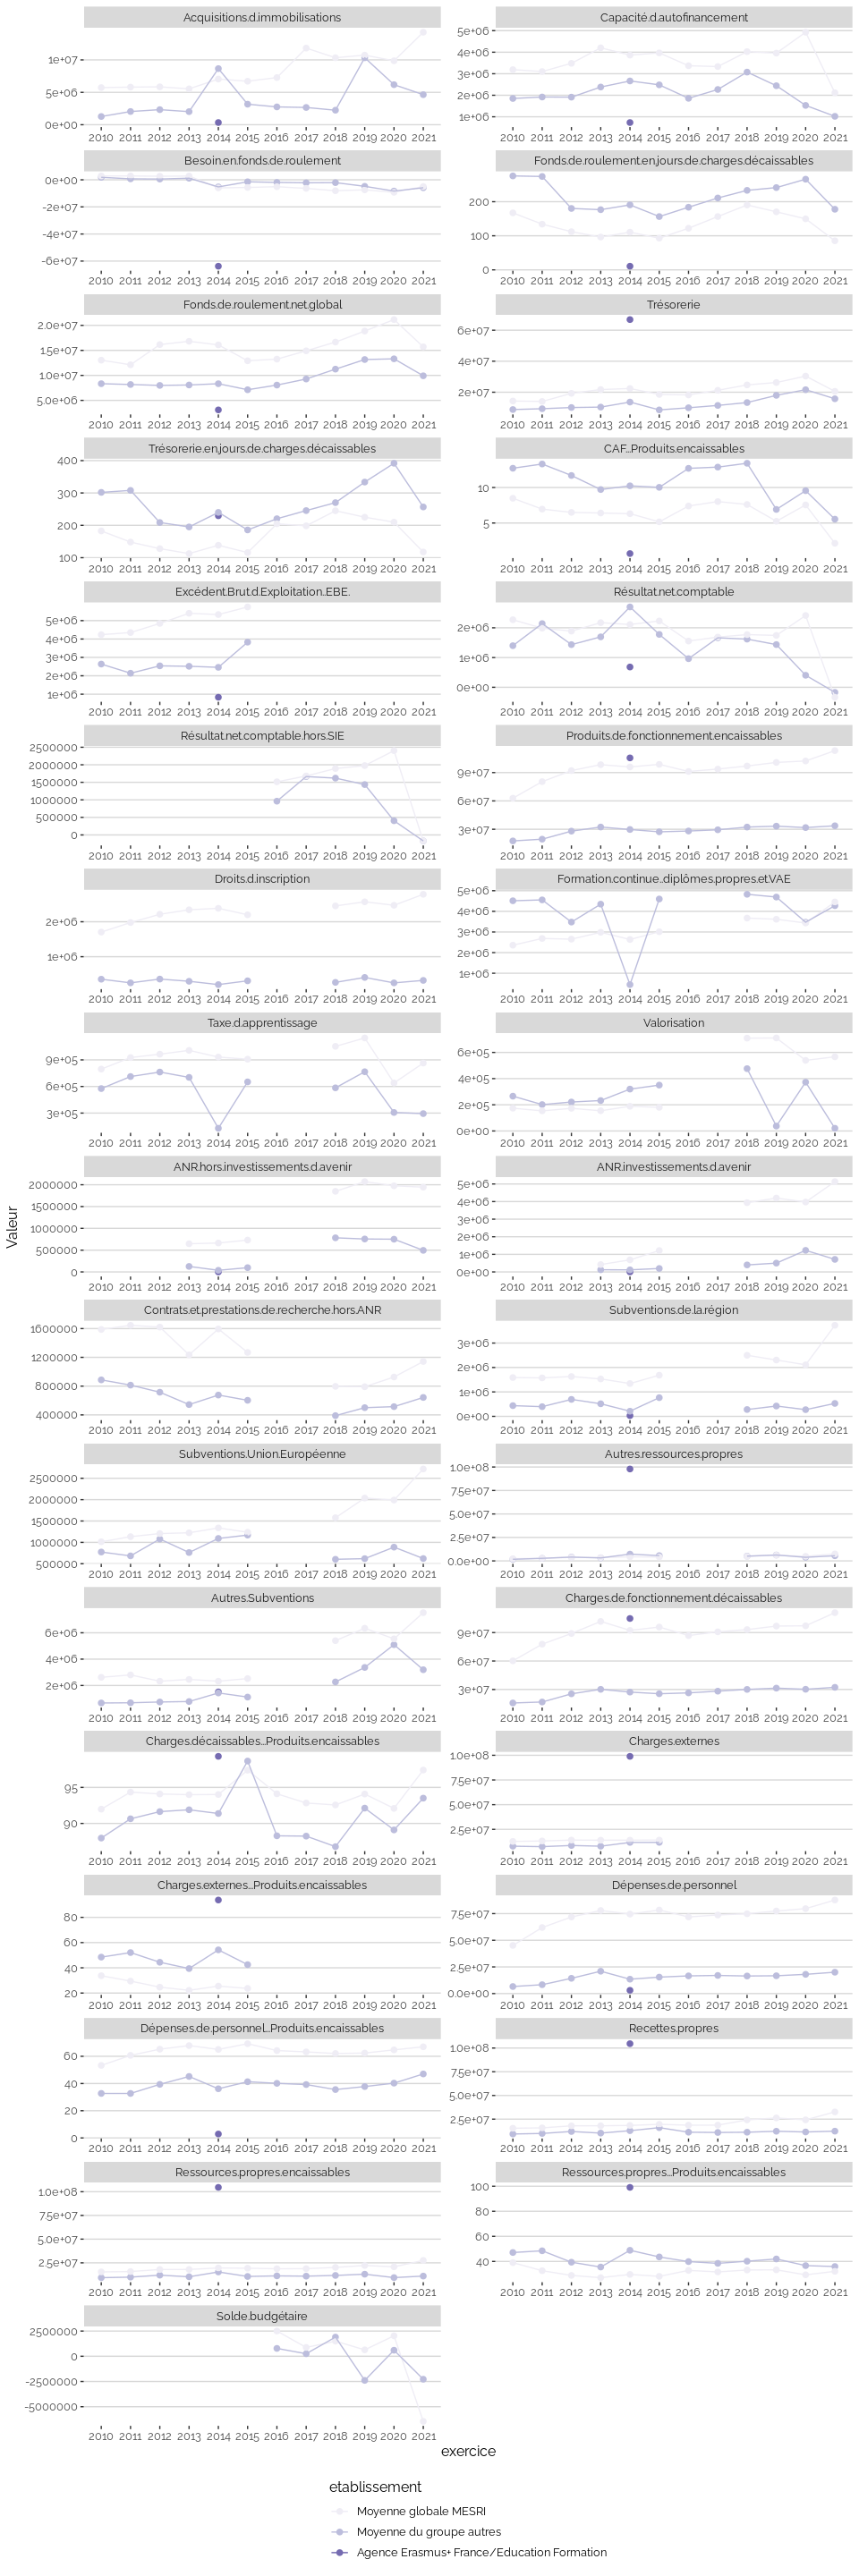 Acquisitions.d.immobilisations
Capacité.d.autofinancement
1e+07
5e+06
0e+00
5e+06
4e+06
3e+06
2e+06
1e+06
2010 2011 2012 2013 2014 2015 2016 2017 2018 2019 2020 2021
2010 2011 2012 2013 2014 2015 2016 2017 2018 2019 2020 2021
Besoin.en.fonds.de.roulement
Fonds.de.roulement.en.jours.de.charges.décaissables
0e+00
-2e+07
-4e+07
-6e+07
200
100
0
2010 2011 2012 2013 2014 2015 2016 2017 2018 2019 2020 2021
2010 2011 2012 2013 2014 2015 2016 2017 2018 2019 2020 2021
Fonds.de.roulement.net.global
Trésorerie
2.0e+07
1.5e+07
1.0e+07
5.0e+06
6e+07
4e+07
2e+07
2010 2011 2012 2013 2014 2015 2016 2017 2018 2019 2020 2021
2010 2011 2012 2013 2014 2015 2016 2017 2018 2019 2020 2021
Trésorerie.en.jours.de.charges.décaissables
CAF...Produits.encaissables
400
300
200
100
10
5
2010 2011 2012 2013 2014 2015 2016 2017 2018 2019 2020 2021
2010 2011 2012 2013 2014 2015 2016 2017 2018 2019 2020 2021
Excédent.Brut.d.Exploitation..EBE.
Résultat.net.comptable
5e+06
4e+06
3e+06
2e+06
1e+06
2e+06
1e+06
0e+00
2010 2011 2012 2013 2014 2015 2016 2017 2018 2019 2020 2021
2010 2011 2012 2013 2014 2015 2016 2017 2018 2019 2020 2021
Résultat.net.comptable.hors.SIE
Produits.de.fonctionnement.encaissables
2500000
2000000
1500000
1000000
500000
0
9e+07
6e+07
3e+07
2010 2011 2012 2013 2014 2015 2016 2017 2018 2019 2020 2021
2010 2011 2012 2013 2014 2015 2016 2017 2018 2019 2020 2021
Droits.d.inscription
Formation.continue..diplômes.propres.et.VAE
2e+06
1e+06
5e+06
4e+06
3e+06
2e+06
1e+06
2010 2011 2012 2013 2014 2015 2016 2017 2018 2019 2020 2021
2010 2011 2012 2013 2014 2015 2016 2017 2018 2019 2020 2021
Taxe.d.apprentissage
Valorisation
9e+05
6e+05
3e+05
6e+05
4e+05
2e+05
0e+00
2010 2011 2012 2013 2014 2015 2016 2017 2018 2019 2020 2021
2010 2011 2012 2013 2014 2015 2016 2017 2018 2019 2020 2021
ANR.hors.investissements.d.avenir
ANR.investissements.d.avenir
2000000
1500000
1000000
500000
0
5e+06
4e+06
3e+06
2e+06
1e+06
0e+00
2010 2011 2012 2013 2014 2015 2016 2017 2018 2019 2020 2021
2010 2011 2012 2013 2014 2015 2016 2017 2018 2019 2020 2021
Valeur
Contrats.et.prestations.de.recherche.hors.ANR
Subventions.de.la.région
1600000
1200000
800000
400000
3e+06
2e+06
1e+06
0e+00
2010 2011 2012 2013 2014 2015 2016 2017 2018 2019 2020 2021
2010 2011 2012 2013 2014 2015 2016 2017 2018 2019 2020 2021
Subventions.Union.Européenne
Autres.ressources.propres
2500000
2000000
1500000
1000000
500000
1.0e+08
7.5e+07
5.0e+07
2.5e+07
0.0e+00
2010 2011 2012 2013 2014 2015 2016 2017 2018 2019 2020 2021
2010 2011 2012 2013 2014 2015 2016 2017 2018 2019 2020 2021
Autres.Subventions
Charges.de.fonctionnement.décaissables
6e+06
4e+06
2e+06
9e+07
6e+07
3e+07
2010 2011 2012 2013 2014 2015 2016 2017 2018 2019 2020 2021
2010 2011 2012 2013 2014 2015 2016 2017 2018 2019 2020 2021
Charges.décaissables...Produits.encaissables
Charges.externes
95
90
1.0e+08
7.5e+07
5.0e+07
2.5e+07
2010 2011 2012 2013 2014 2015 2016 2017 2018 2019 2020 2021
2010 2011 2012 2013 2014 2015 2016 2017 2018 2019 2020 2021
Charges.externes...Produits.encaissables
Dépenses.de.personnel
80
60
40
20
7.5e+07
5.0e+07
2.5e+07
0.0e+00
2010 2011 2012 2013 2014 2015 2016 2017 2018 2019 2020 2021
2010 2011 2012 2013 2014 2015 2016 2017 2018 2019 2020 2021
Dépenses.de.personnel...Produits.encaissables
Recettes.propres
60
40
20
0
1.0e+08
7.5e+07
5.0e+07
2.5e+07
2010 2011 2012 2013 2014 2015 2016 2017 2018 2019 2020 2021
2010 2011 2012 2013 2014 2015 2016 2017 2018 2019 2020 2021
Ressources.propres.encaissables
Ressources.propres...Produits.encaissables
1.0e+08
7.5e+07
5.0e+07
2.5e+07
100
80
60
40
2010 2011 2012 2013 2014 2015 2016 2017 2018 2019 2020 2021
2010 2011 2012 2013 2014 2015 2016 2017 2018 2019 2020 2021
Solde.budgétaire
2500000
0
-2500000
-5000000
2010 2011 2012 2013 2014 2015 2016 2017 2018 2019 2020 2021
exercice
etablissement
Moyenne globale MESRI
Moyenne du groupe autres
Agence Erasmus+ France/Education Formation